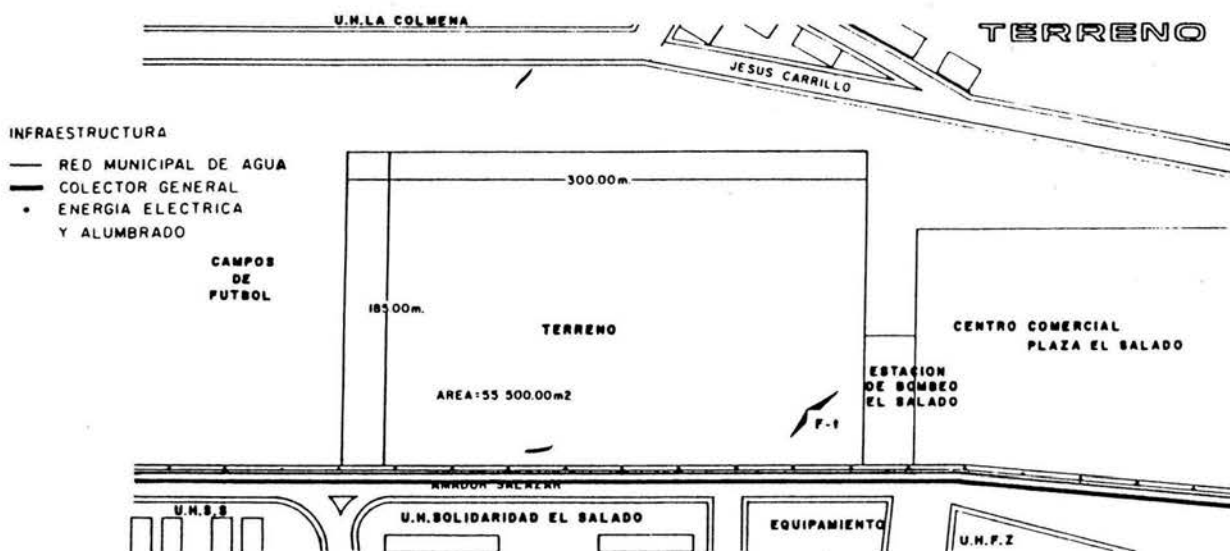 U.H.LA COLMENA
TERRENO
JESUS CARRILLO
INFRAESTRUCTURA
RED MUNICIPAL DE AGUA
COLECTOR GENERAL
ENERGIA ELECTRICA
Y ALUMBRADO
300.00m.
CAMPOS
DE
FUTBOL
185.00m.
TERRENO
CENTRO COMERCIAL
PLAZA EL SALADO
ESTACION
DE BOMBEO
EL SALADO
AREA:55 500.00m2
F-1
AMADOR SALAZAR
U.H.S.S
U.H.SOLIDARIDAD EL SALADO
EQUIPAMIENTO
U.H.F.Z